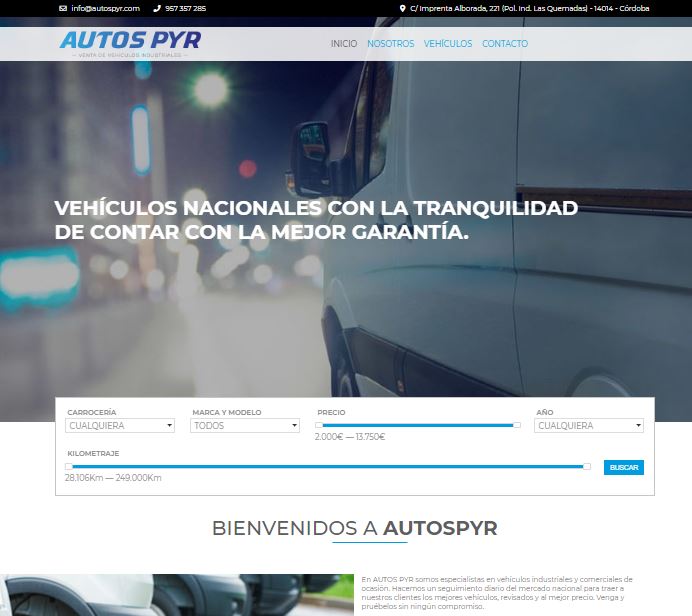 info@autospyr.com 957 357 285 C/ Imprenta Alborada, 221 (Pol. Ind. Las Quemadas) - 14014 - Córdoba
AUTOS PYR
— VENTA DE VEHÍCULOS INDUSTRIALES —
INICIO NOSOTROS VEHÍCULOS CONTACTO
VEHÍCULOS NACIONALES CON LA TRANQUILIDAD
DE CONTAR CON LA MEJOR GARANTÍA.
CARROCERÍA MARCA Y MODELO PRECIO AÑO
CUALQUIERA TODOS CUALQUIERA
2.000€ — 13.750€
KILOMETRAJE
BUSCAR
28.106Km — 249.000Km
BIENVENIDOS A AUTOSPYR
En AUTOS PYR somos especialistas en vehículos industriales y comerciales de
ocasión. Hacemos un seguimiento diario del mercado nacional para traer a
nuestros clientes los mejores vehículos, revisados y al mejor precio. Venga y
pruébelos sin ningún compromiso.